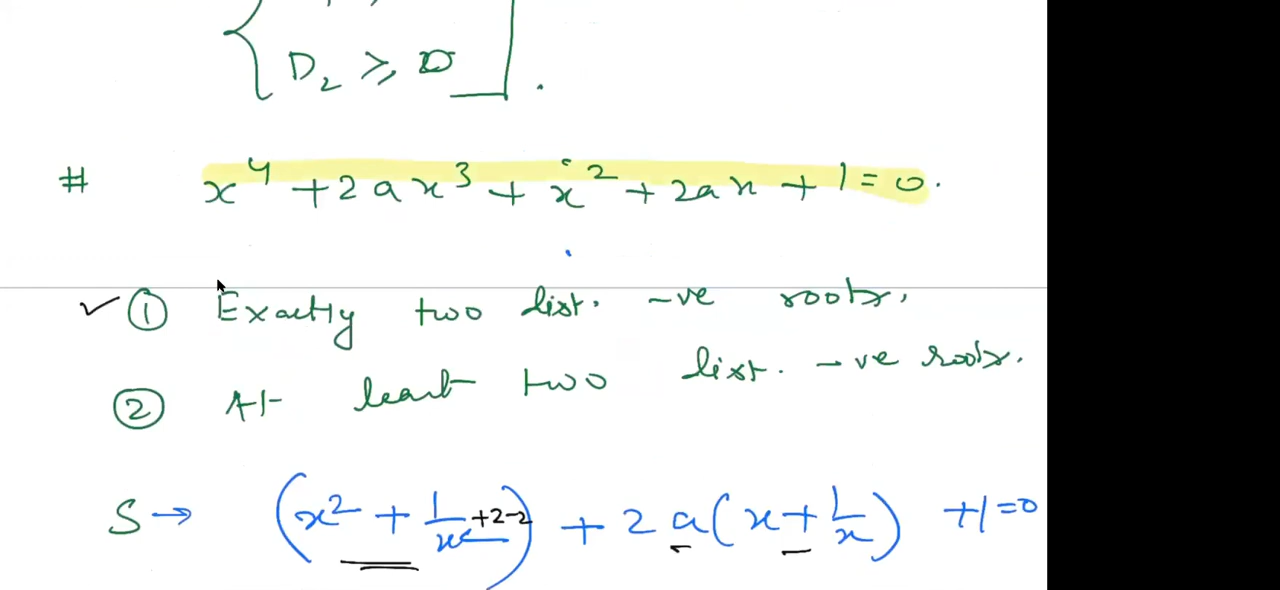 D₂ ⩾ 0
# x⁴ + 2ax³ + x² + 2ax + 1 = 0.
✓ ① Exactly two dist. -ve roots.
② At least two dist. -ve roots.
S → (x² + 1/x² +2-2) + 2a(x + 1/x) + 1 = 0